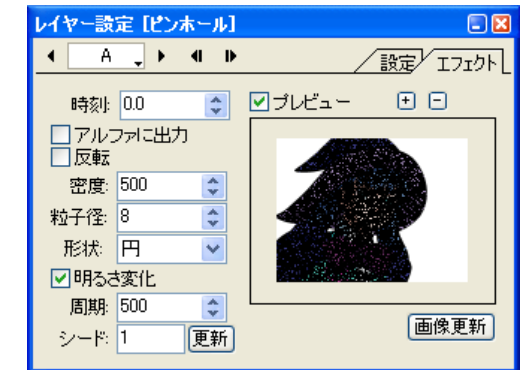 レイヤー設定 [ピンホール]
A
設定 エフェクト
時刻: 0.0
プレビュー
アルファに出力
反転
密度: 500
粒子径: 8
形状: 円
明るさ変化
周期: 500
シード: 1 更新
画像更新